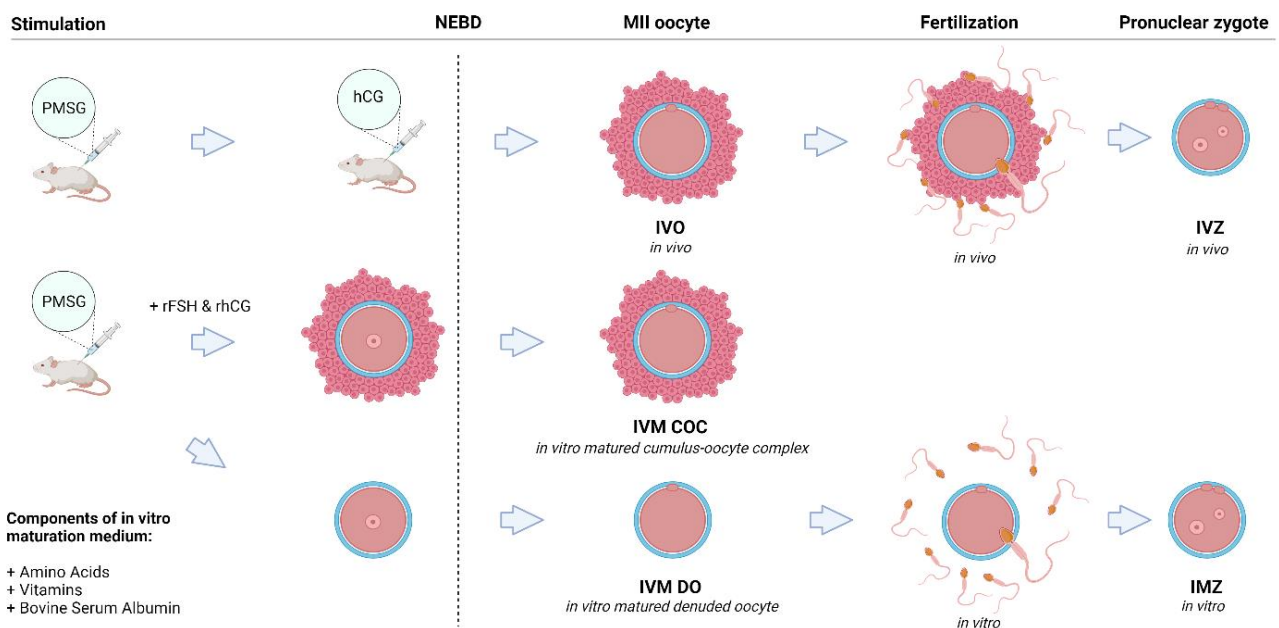 Stimulation
NEBD
MII oocyte
Fertilization
Pronuclear zygote
PMSG
hCG
IVO
in vivo
in vivo
IVZ
in vivo
PMSG
+ rFSH & rhCG
IVM COC
in vitro matured cumulus-oocyte complex
Components of in vitro
maturation medium:
+ Amino Acids
+ Vitamins
+ Bovine Serum Albumin
IVM DO
in vitro matured denuded oocyte
in vitro
IMZ
in vitro